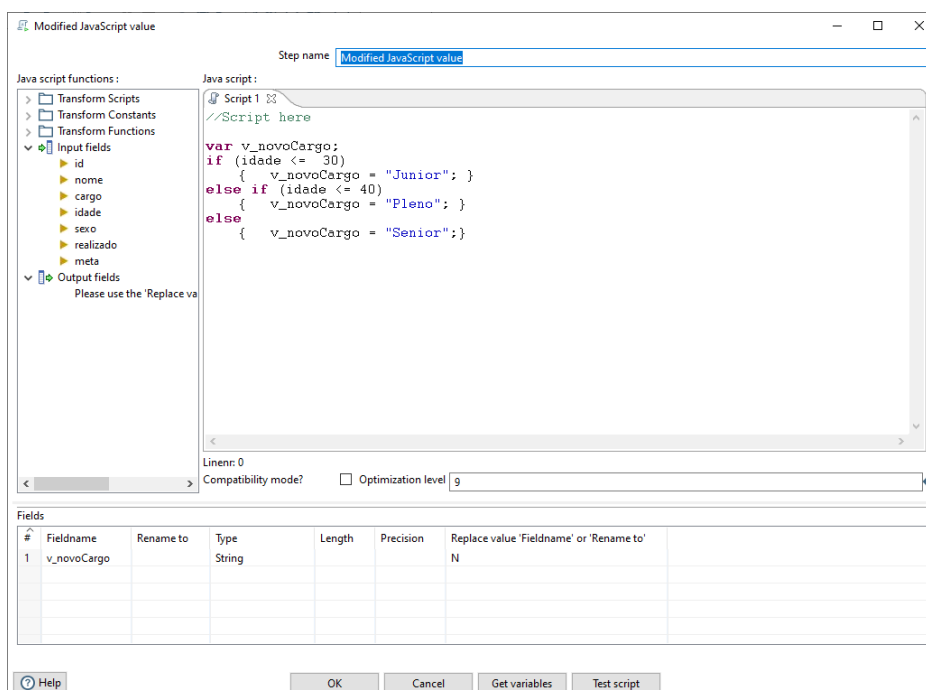 Modified JavaScript value
Step name Modified JavaScript value
Java script functions :
Transform Scripts
Transform Constants
Transform Functions
Input fields
id
nome
cargo
idade
sexo
realizado
meta
Output fields
Please use the 'Replace va
Java script :
Script 1
//Script here
var v_novoCargo;
if (idade <=  30)
    {   v_novoCargo = "Junior"; }
else if (idade <= 40)
    {   v_novoCargo = "Pleno"; }
else
    {   v_novoCargo = "Senior";}
Linenr: 0
Compatibility mode? Optimization level 9
Fields
# Fieldname Rename to Type Length Precision Replace value 'Fieldname' or 'Rename to'
1 v_novoCargo String N
Help OK Cancel Get variables Test script